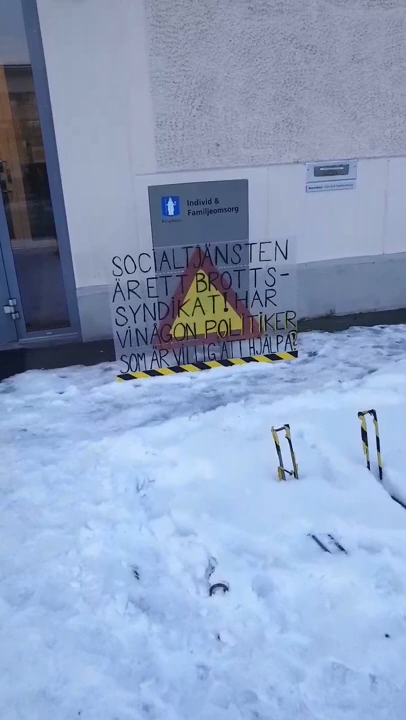 Individ &
Familjeomsorg
SOCIALTJÄNSTEN
ÄR ETT BROTTS-
SYNDIKAT! HAR
VI NÅGON POLITIKER
SOM ÄR VILLIG ATT HJÄLPA?